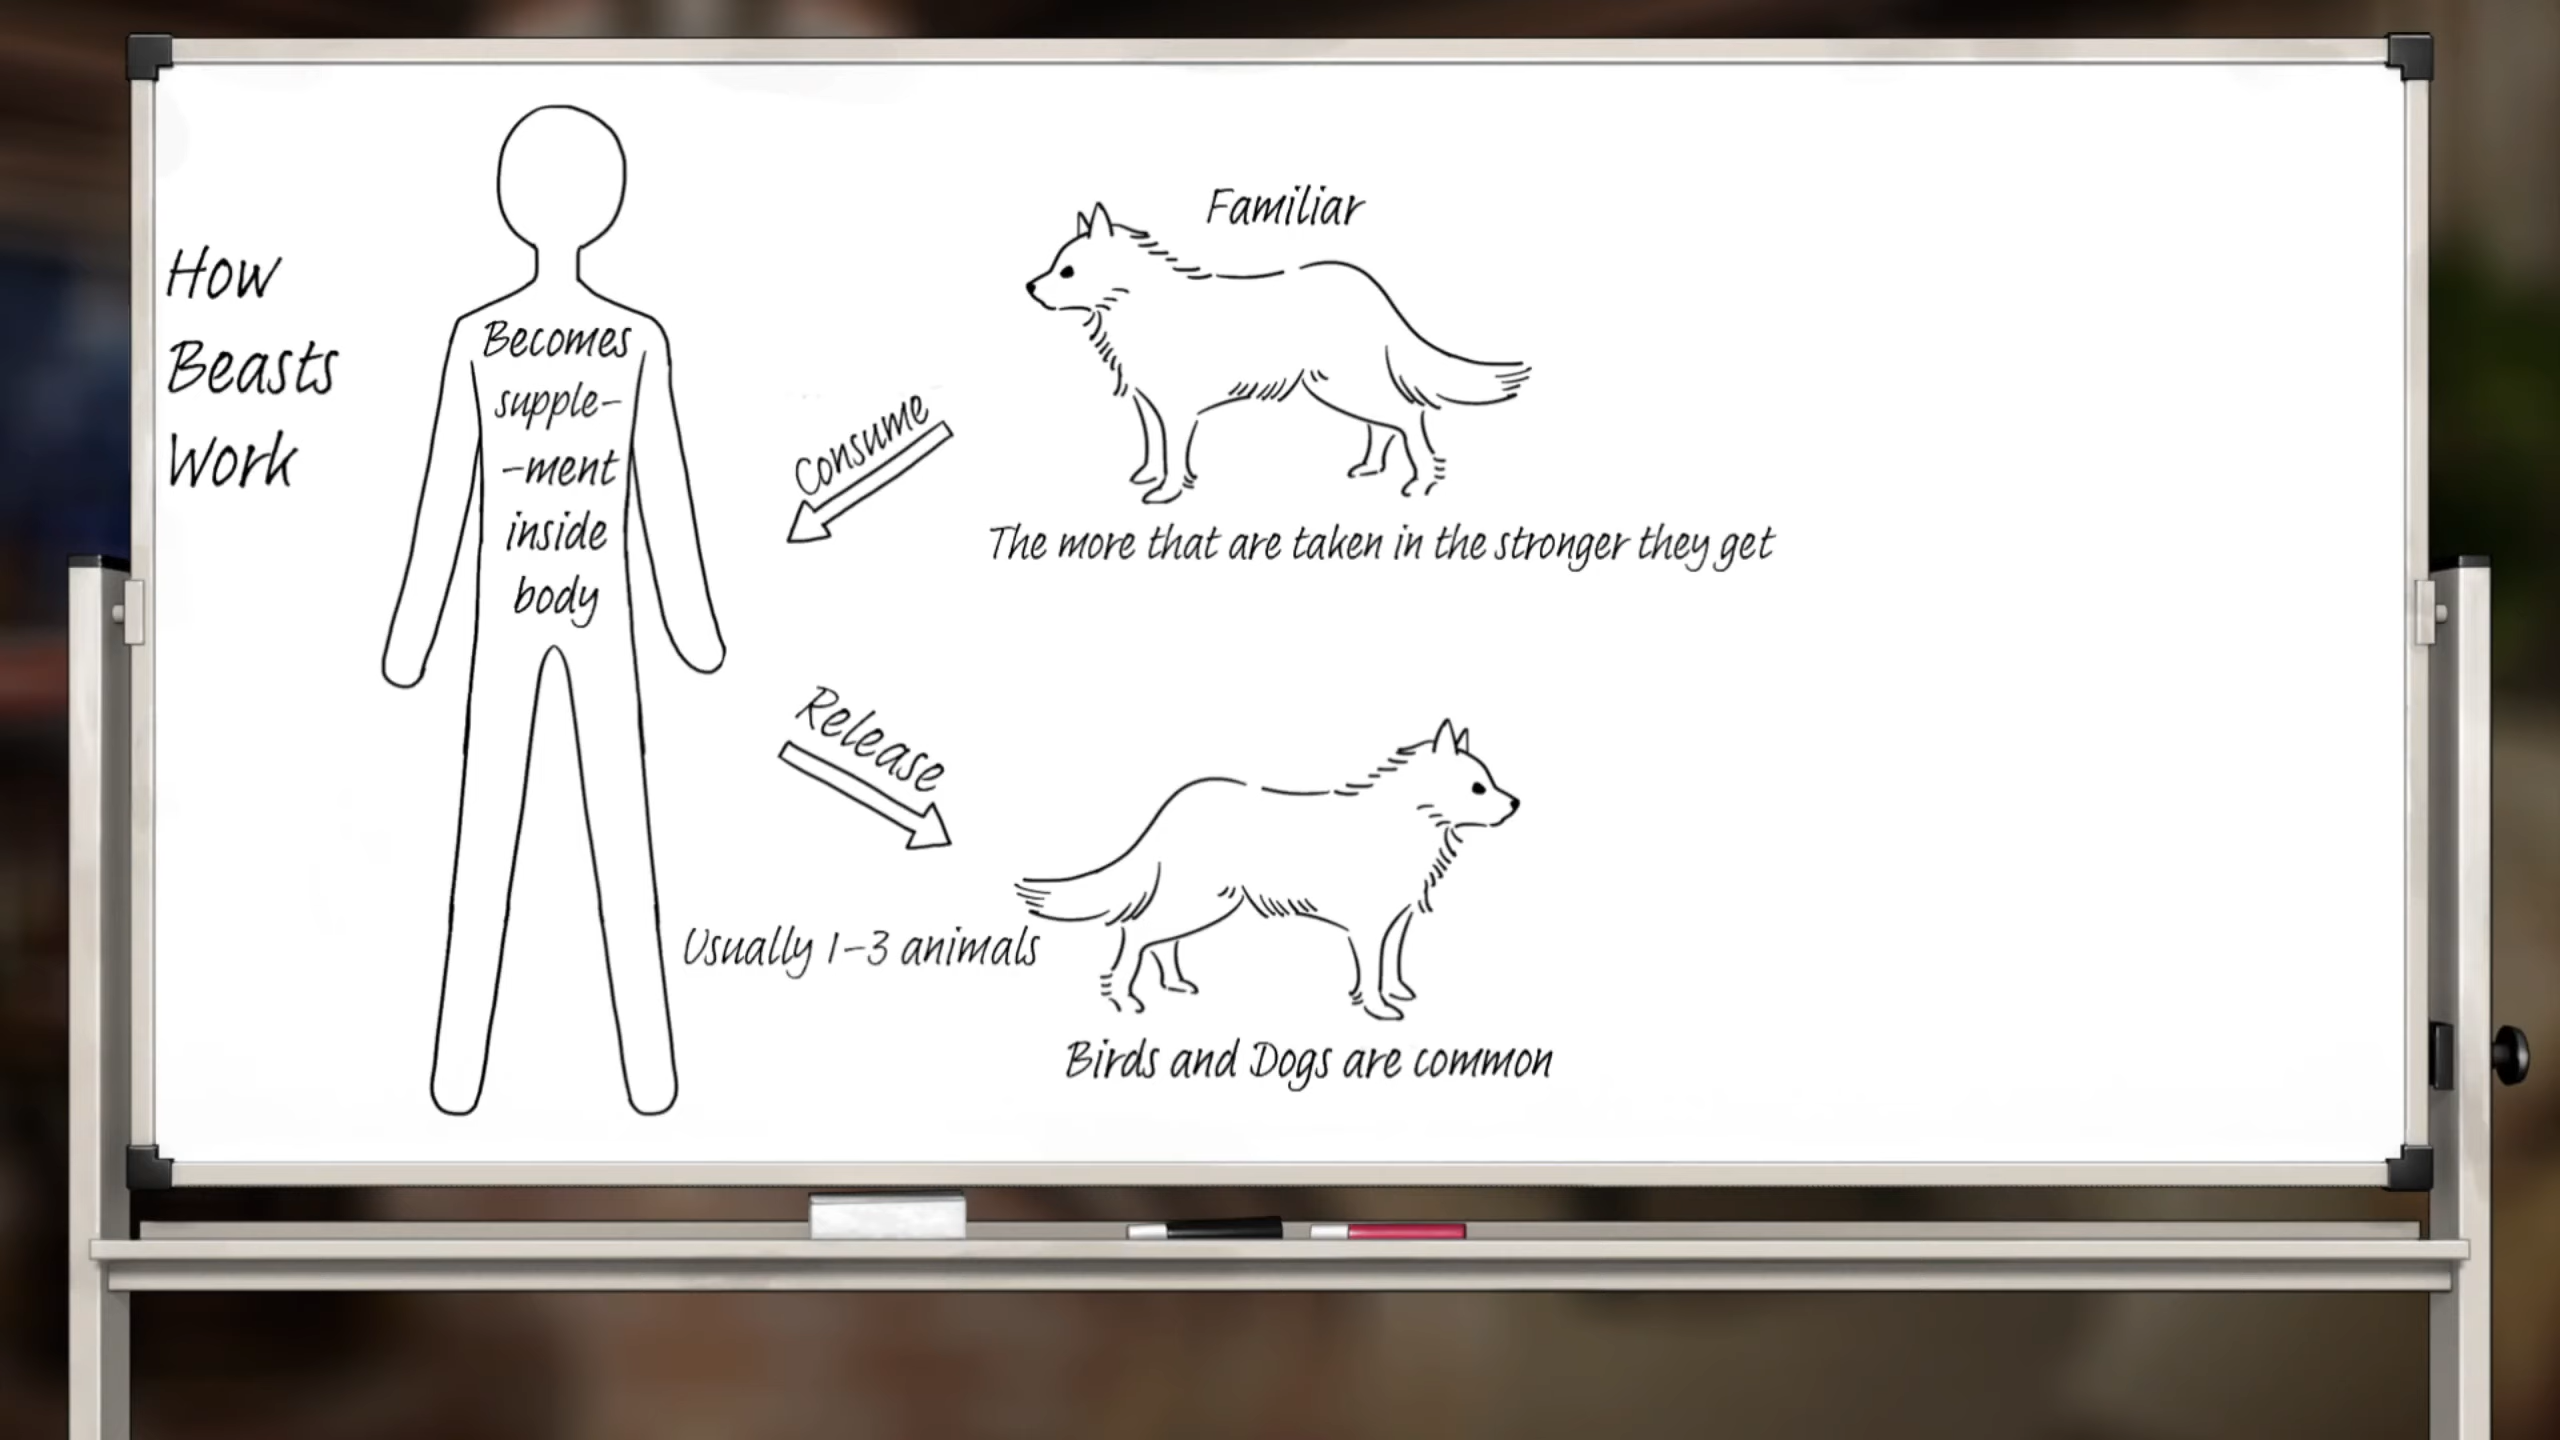 How
Beasts
Work
Becomes
supple-
-ment
inside
body
Consume
Familiar
The more that are taken in the stronger they get
Release
Usually 1-3 animals
Birds and Dogs are common